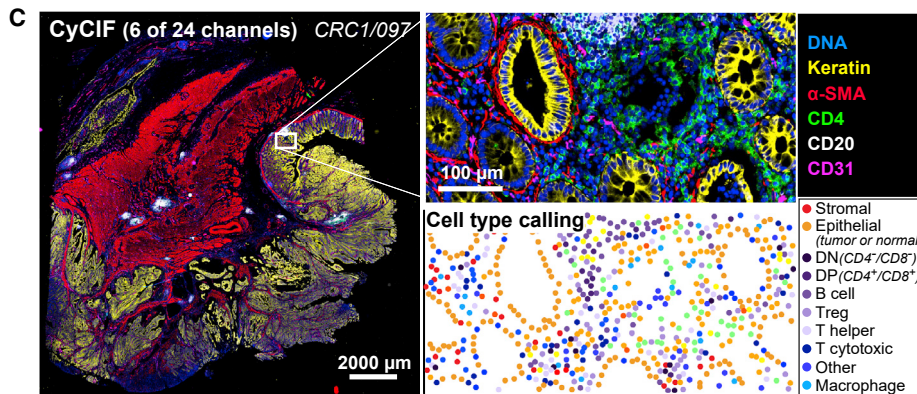 C
CyCIF (6 of 24 channels) CRC1/097
2000 µm
100 µm
DNA
Keratin
α-SMA
CD4
CD20
CD31
Cell type calling
Stromal
Epithelial
(tumor or normal
DN(CD4-/CD8-)
DP(CD4+/CD8+)
B cell
Treg
T helper
T cytotoxic
Other
Macrophage